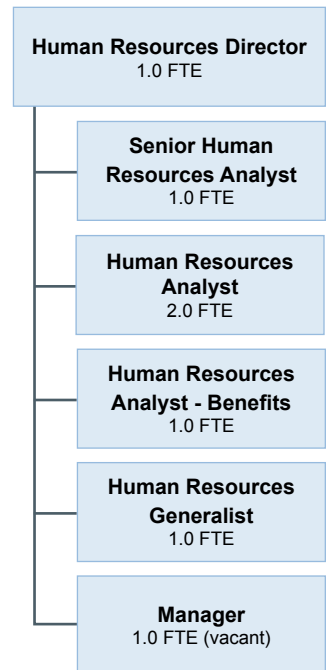 Human Resources Director
1.0 FTE
Senior Human
Resources Analyst
1.0 FTE
Human Resources
Analyst
2.0 FTE
Human Resources
Analyst - Benefits
1.0 FTE
Human Resources
Generalist
1.0 FTE
Manager
1.0 FTE (vacant)